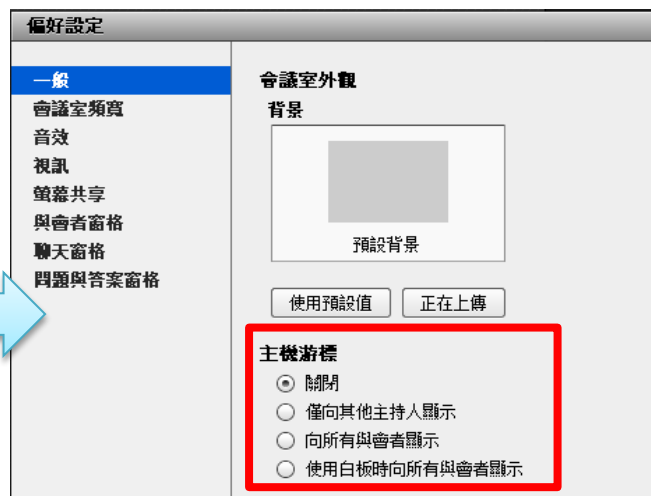 偏好設定
一般
會議室頻寬
音效
視訊
螢幕共享
與會者窗格
聊天窗格
問題與答案窗格
會議室外觀
背景
預設背景
使用預設值
正在上傳
主機游標
關閉
僅向其他主持人顯示
向所有與會者顯示
使用白板時向所有與會者顯示